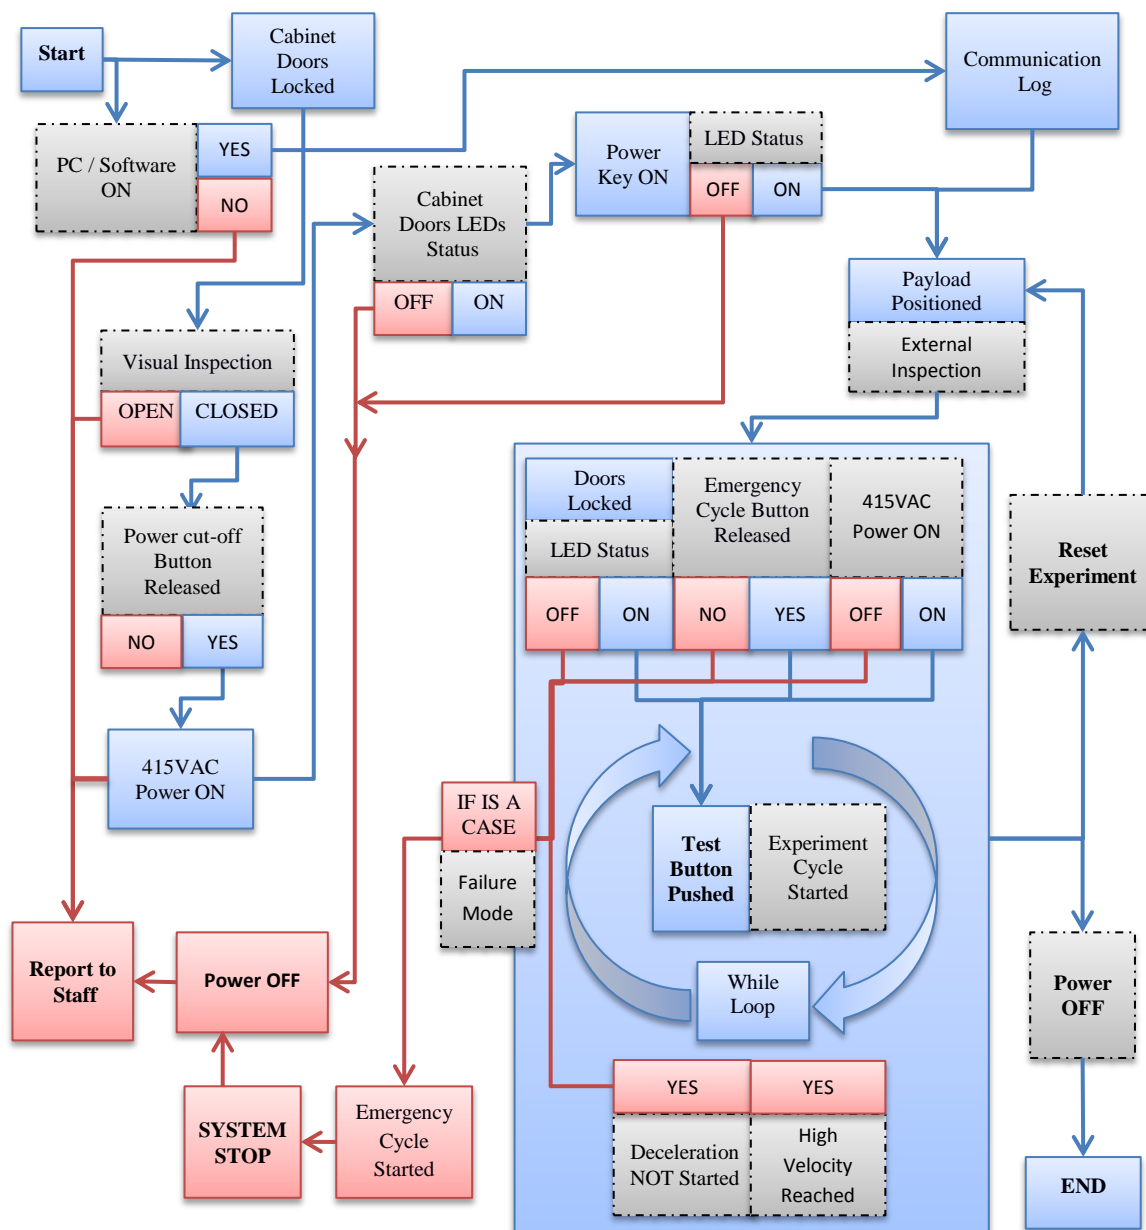 Start
Cabinet
Doors
Locked
Communication
Log
PC / Software
ON
YES
NO
Power
Key ON
LED Status
OFF
ON
Cabinet
Doors LEDs
Status
OFF
ON
Payload
Positioned
External
Inspection
Visual Inspection
OPEN
CLOSED
Power cut-off
Button
Released
NO
YES
415VAC
Power ON
Doors
Locked
LED Status
OFF
ON
Emergency
Cycle Button
Released
NO
YES
415VAC
Power ON
OFF
ON
Reset
Experiment
IF IS A
CASE
Failure
Mode
Test
Button
Pushed
Experiment
Cycle
Started
While
Loop
Report to
Staff
Power OFF
Power
OFF
SYSTEM
STOP
Emergency
Cycle
Started
YES
Deceleration
NOT Started
YES
High
Velocity
Reached
END